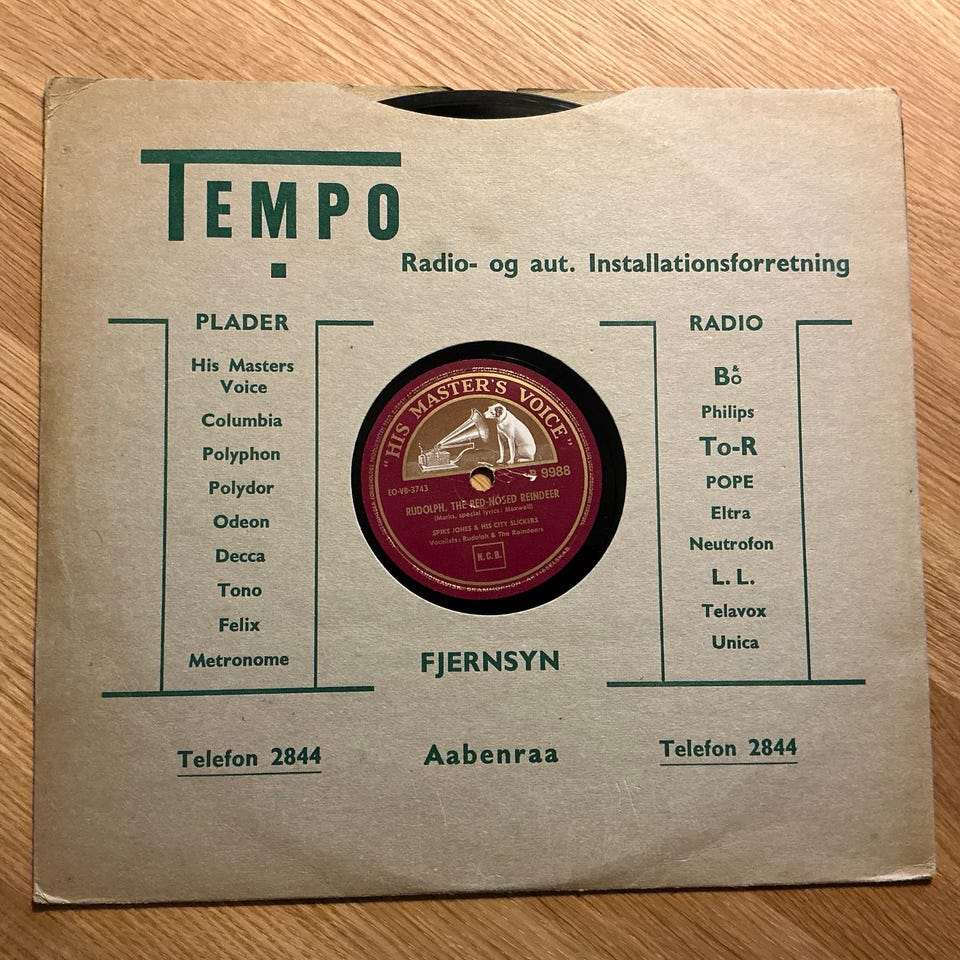 TEMPO
Radio- og aut. Installationsforretning
PLADER
His Masters
Voice
Columbia
Polyphon
Polydor
Odeon
Decca
Tono
Felix
Metronome
Telefon 2844
"HIS MASTER'S VOICE"
9988
EO-VB-3743
RUDOLPH, THE RED-NOSED REINDEER
(Marks, special lyrics: Maxwell)
SPIKE JONES & HIS CITY SLICKERS
Vocalists: Rudolph & The Reindeers
N.C.B.
SKANDINAVISK GRAMMOPHON AKTIESELSKAB
FJERNSYN
Aabenraa
RADIO
B&O
Philips
To-R
POPE
Eltra
Neutrofon
L. L.
Telavox
Unica
Telefon 2844